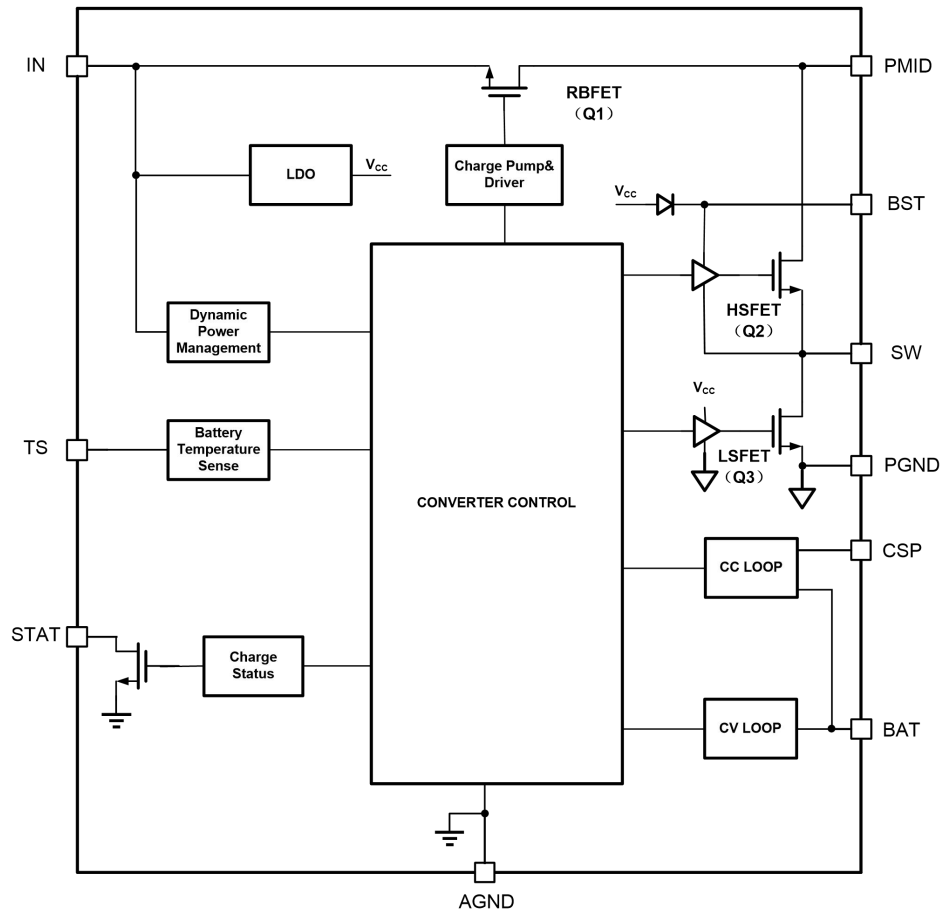 IN
PMID
RBFET
（Q1）
LDO
VCC
Charge Pump&
Driver
VCC
BST
HSFET
（Q2）
Dynamic
Power
Management
SW
VCC
TS
Battery
Temperature
Sense
LSFET
（Q3）
PGND
CONVERTER CONTROL
CSP
CC LOOP
STAT
Charge
Status
CV LOOP
BAT
AGND